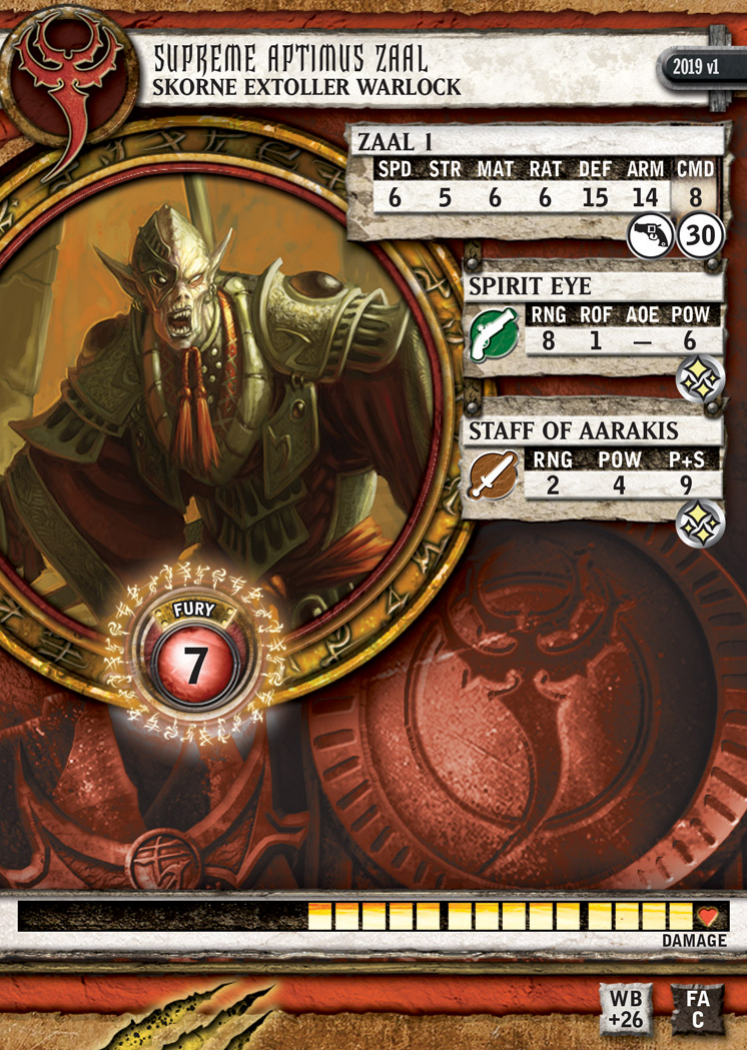 SUPREME APTIMUS ZAAL
SKORNE EXTOLLER WARLOCK
2019 v1
ZAAL 1
SPD STR MAT RAT DEF ARM CMD
6 5 6 6 15 14 8
30
SPIRIT EYE
RNG ROF AOE POW
8 1 — 6
STAFF OF AARAKIS
RNG POW P+S
2 4 9
FURY
7
DAMAGE
WB
+26
FA
C